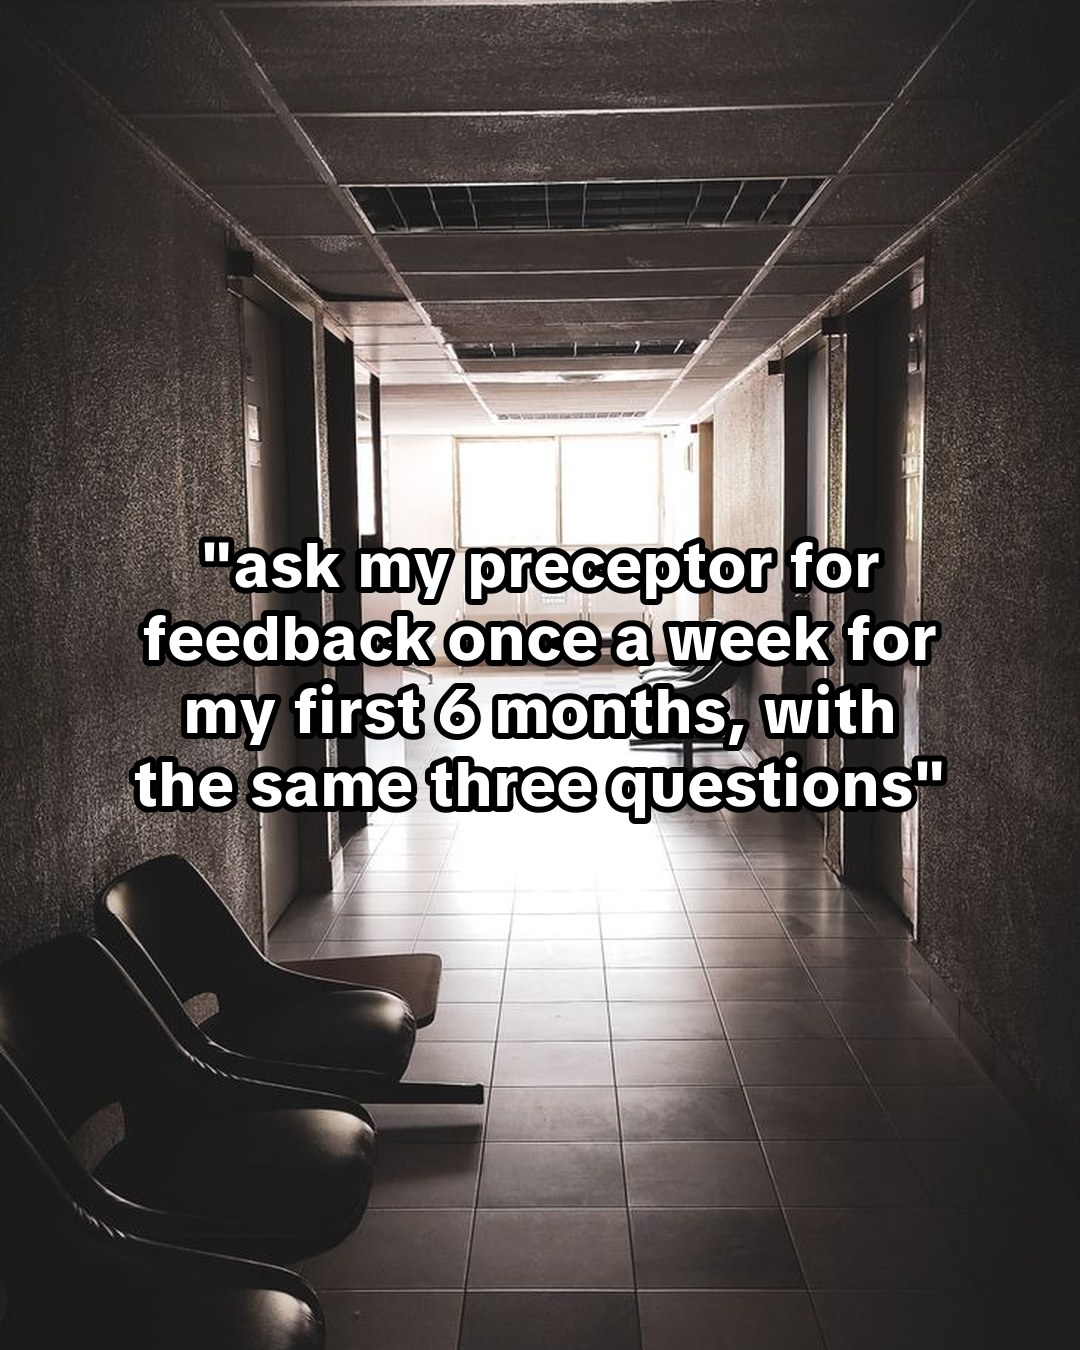 "ask my preceptor for
feedback once a week for
my first 6 months, with
the same three questions"